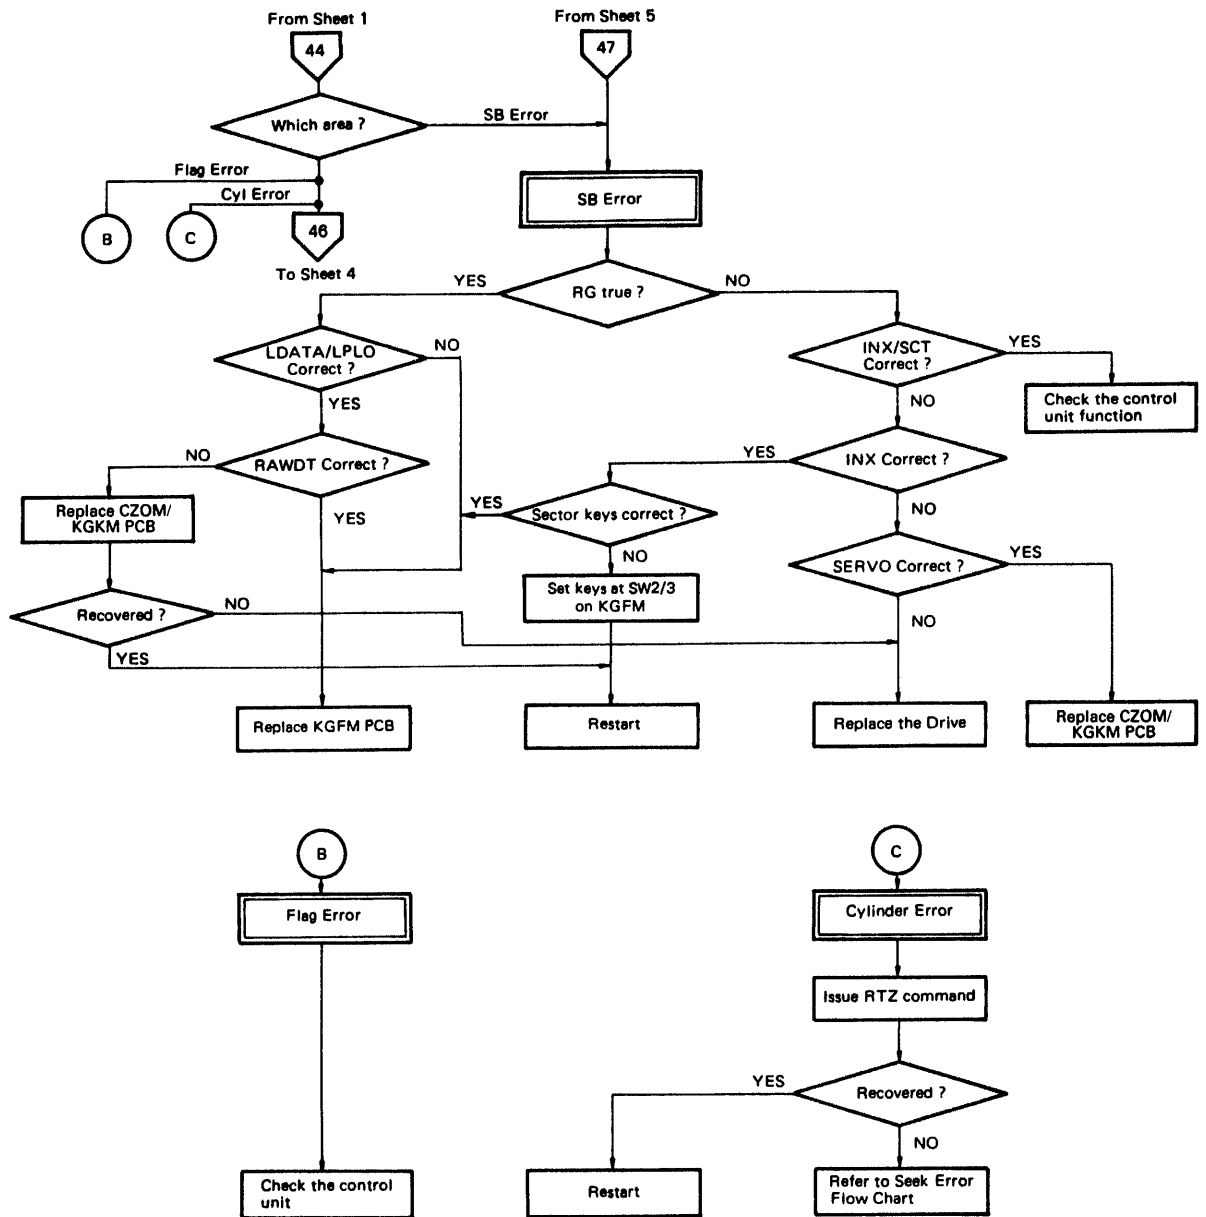 From Sheet 1
From Sheet 5
44
47
Which area ?
SB Error
Flag Error
Cyl Error
B
C
46
To Sheet 4
SB Error
RG true ?
YES
NO
LDATA/LPLO
Correct ?
NO
YES
INX/SCT
Correct ?
YES
NO
Check the control
unit function
RAWDT Correct ?
NO
YES
INX Correct ?
YES
NO
Replace CZOM/
KGKM PCB
Sector keys correct ?
YES
NO
SERVO Correct ?
YES
NO
Set keys at SW2/3
on KGFM
Recovered ?
NO
YES
Replace KGFM PCB
Restart
Replace the Drive
Replace CZOM/
KGKM PCB
B
C
Flag Error
Cylinder Error
Issue RTZ command
Recovered ?
YES
NO
Check the control
unit
Restart
Refer to Seek Error
Flow Chart